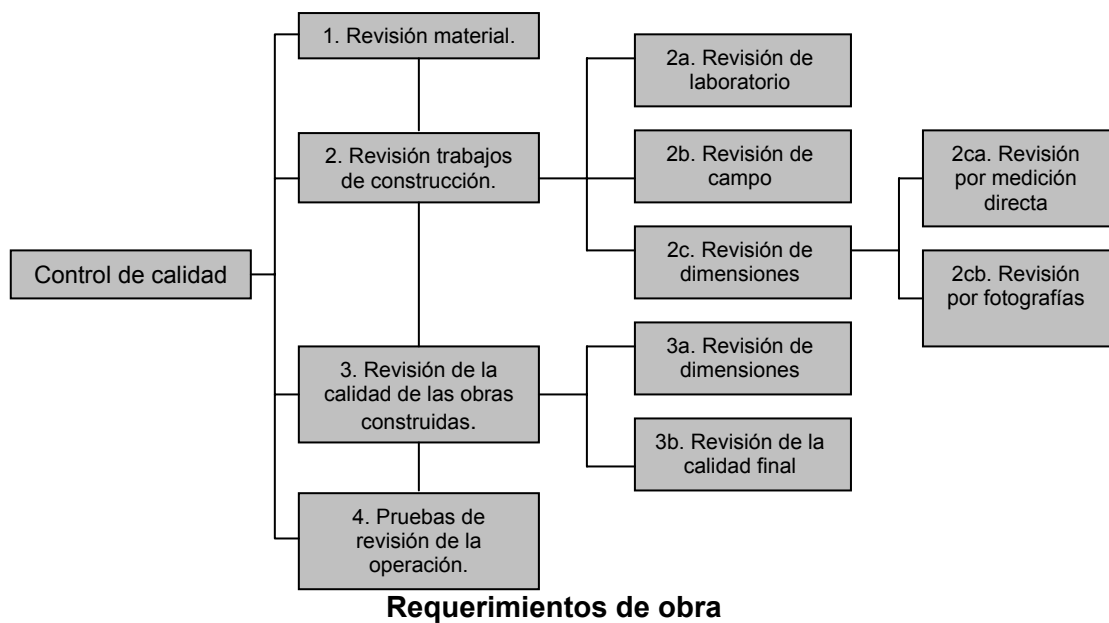 Control de calidad
1. Revisión material.
2. Revisión trabajos
de construcción.
3. Revisión de la
calidad de las obras
construidas.
4. Pruebas de
revisión de la
operación.
2a. Revisión de
laboratorio
2b. Revisión de
campo
2c. Revisión de
dimensiones
3a. Revisión de
dimensiones
3b. Revisión de la
calidad final
2ca. Revisión
por medición
directa
2cb. Revisión
por fotografías
Requerimientos de obra